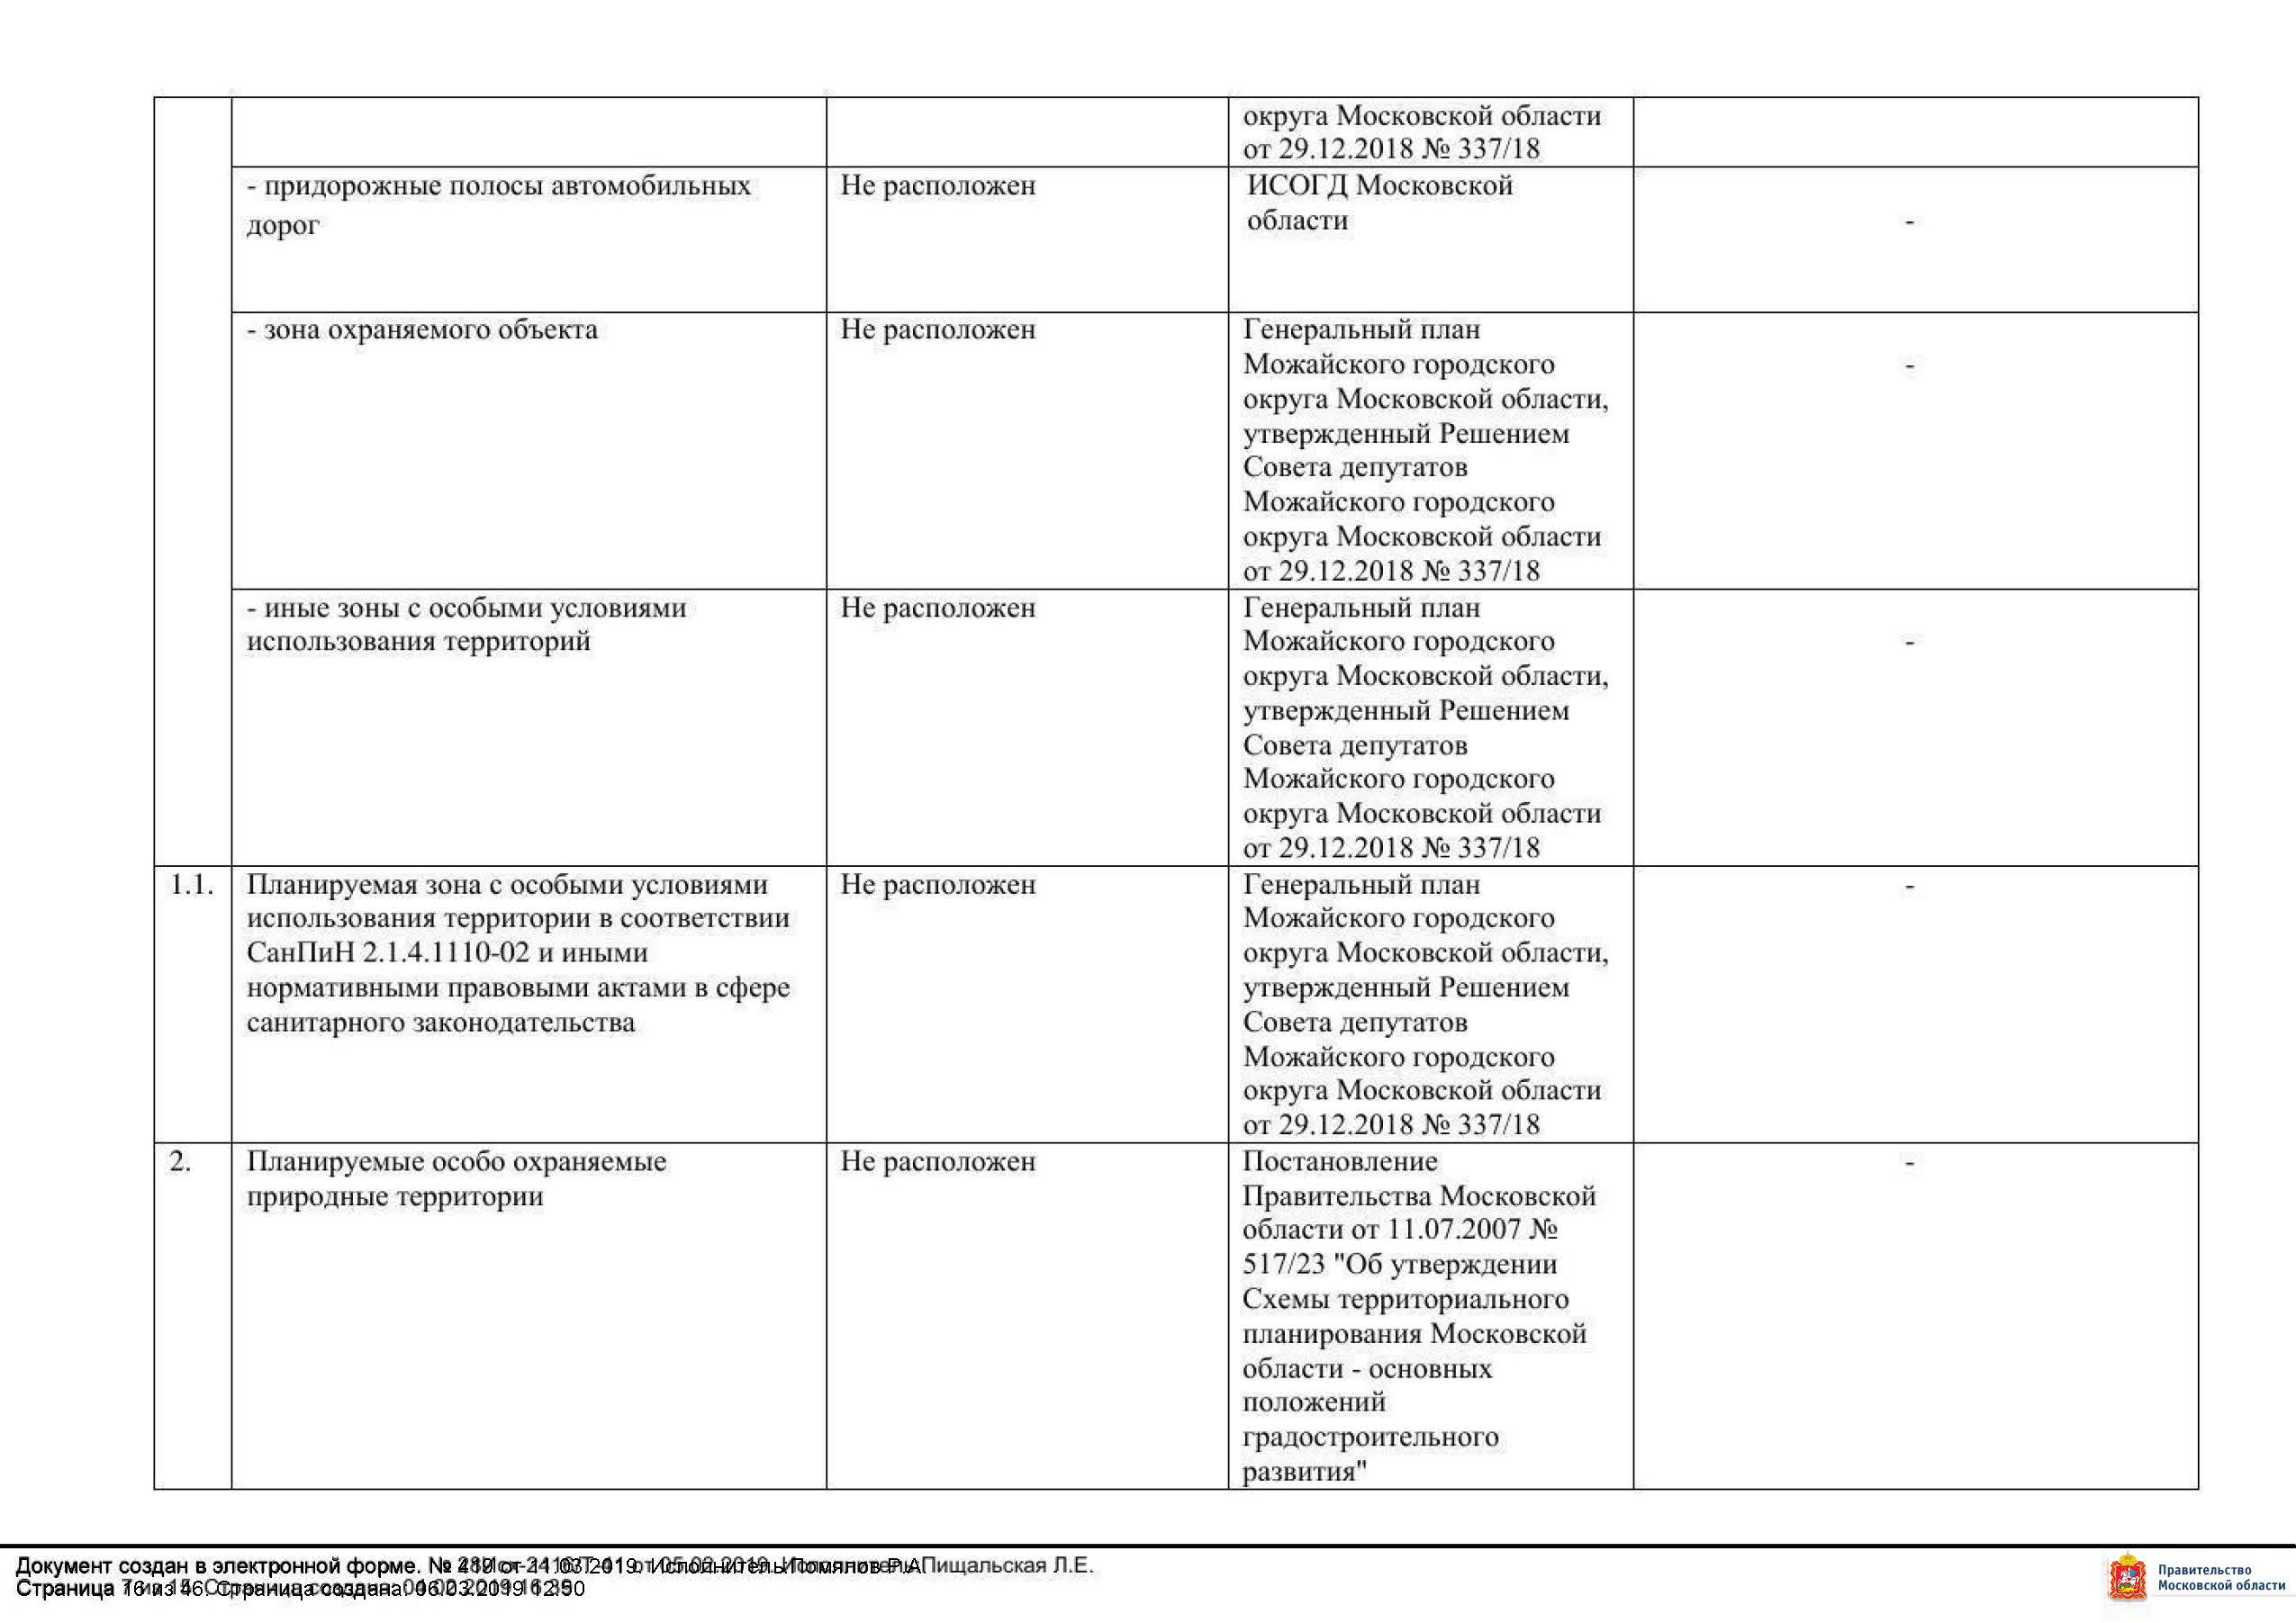 округа Московской области
от 29.12.2018 № 337/18
- придорожные полосы автомобильных
дорог
Не расположен
ИСОГД Московской
области
-
- зона охраняемого объекта
Не расположен
Генеральный план
Можайского городского
округа Московской области,
утвержденный Решением
Совета депутатов
Можайского городского
округа Московской области
от 29.12.2018 № 337/18
-
- иные зоны с особыми условиями
использования территорий
Не расположен
Генеральный план
Можайского городского
округа Московской области,
утвержденный Решением
Совета депутатов
Можайского городского
округа Московской области
от 29.12.2018 № 337/18
-
1.1.
Планируемая зона с особыми условиями
использования территории в соответствии
СанПиН 2.1.4.1110-02 и иными
нормативными правовыми актами в сфере
санитарного законодательства
Не расположен
Генеральный план
Можайского городского
округа Московской области,
утвержденный Решением
Совета депутатов
Можайского городского
округа Московской области
от 29.12.2018 № 337/18
-
2.
Планируемые особо охраняемые
природные территории
Не расположен
Постановление
Правительства Московской
области от 11.07.2007 №
517/23 "Об утверждении
Схемы территориального
планирования Московской
области - основных
положений
градостроительного
развития"
-
Документ создан в электронной форме. № Пищальская Л.Е.
Страница
Правительство
Московской области